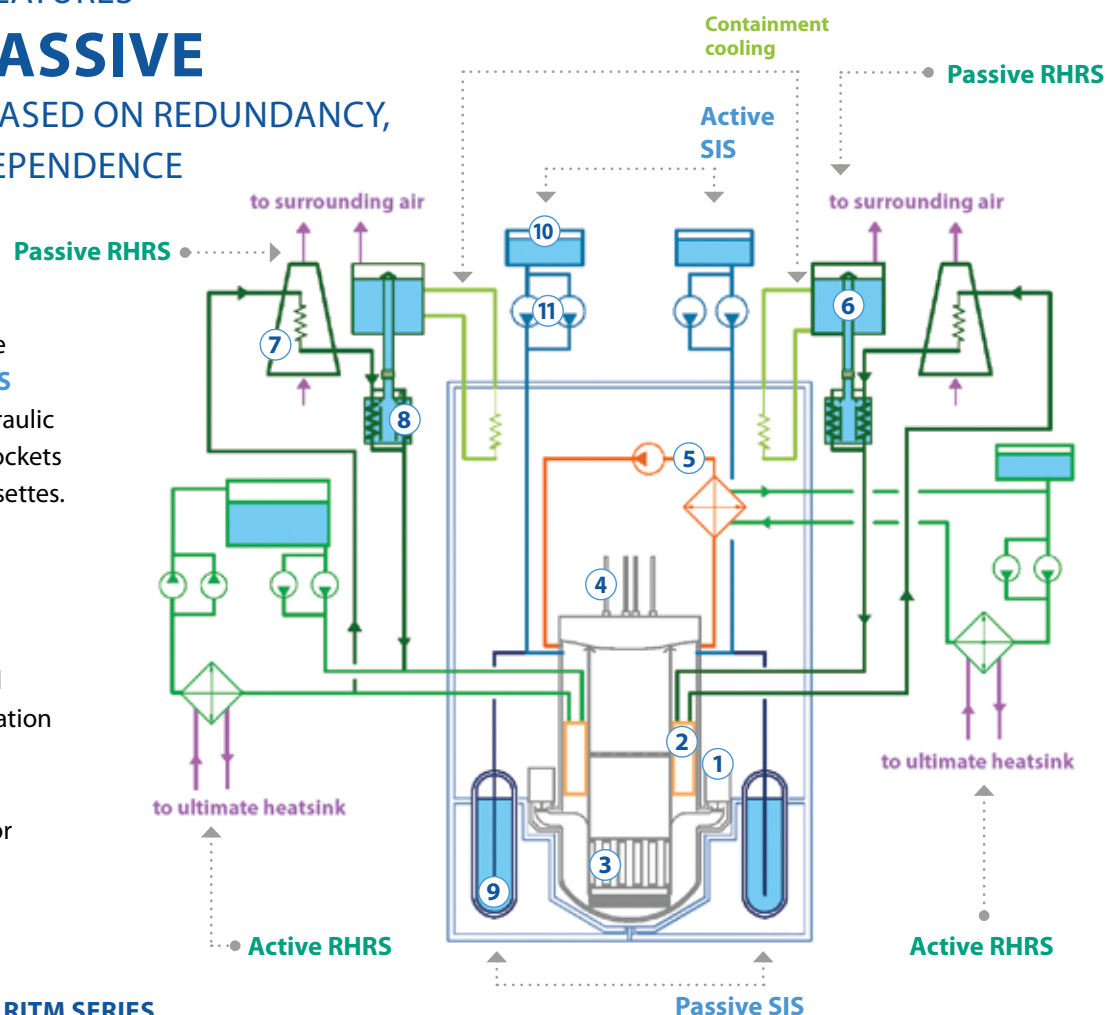 EATURES
ASSIVE
ASED ON REDUNDANCY,
EPENDENCE
Containment
cooling
Passive RHRS
Active
SIS
to surrounding air
to surrounding air
Passive RHRS
10
11
6
7
e
S
8
raulic
ockets
settes.
5
4
ation
2
1
to ultimate heatsink
to ultimate heatsink
or
3
9
Active RHRS
Active RHRS
RITM SERIES
Passive SIS